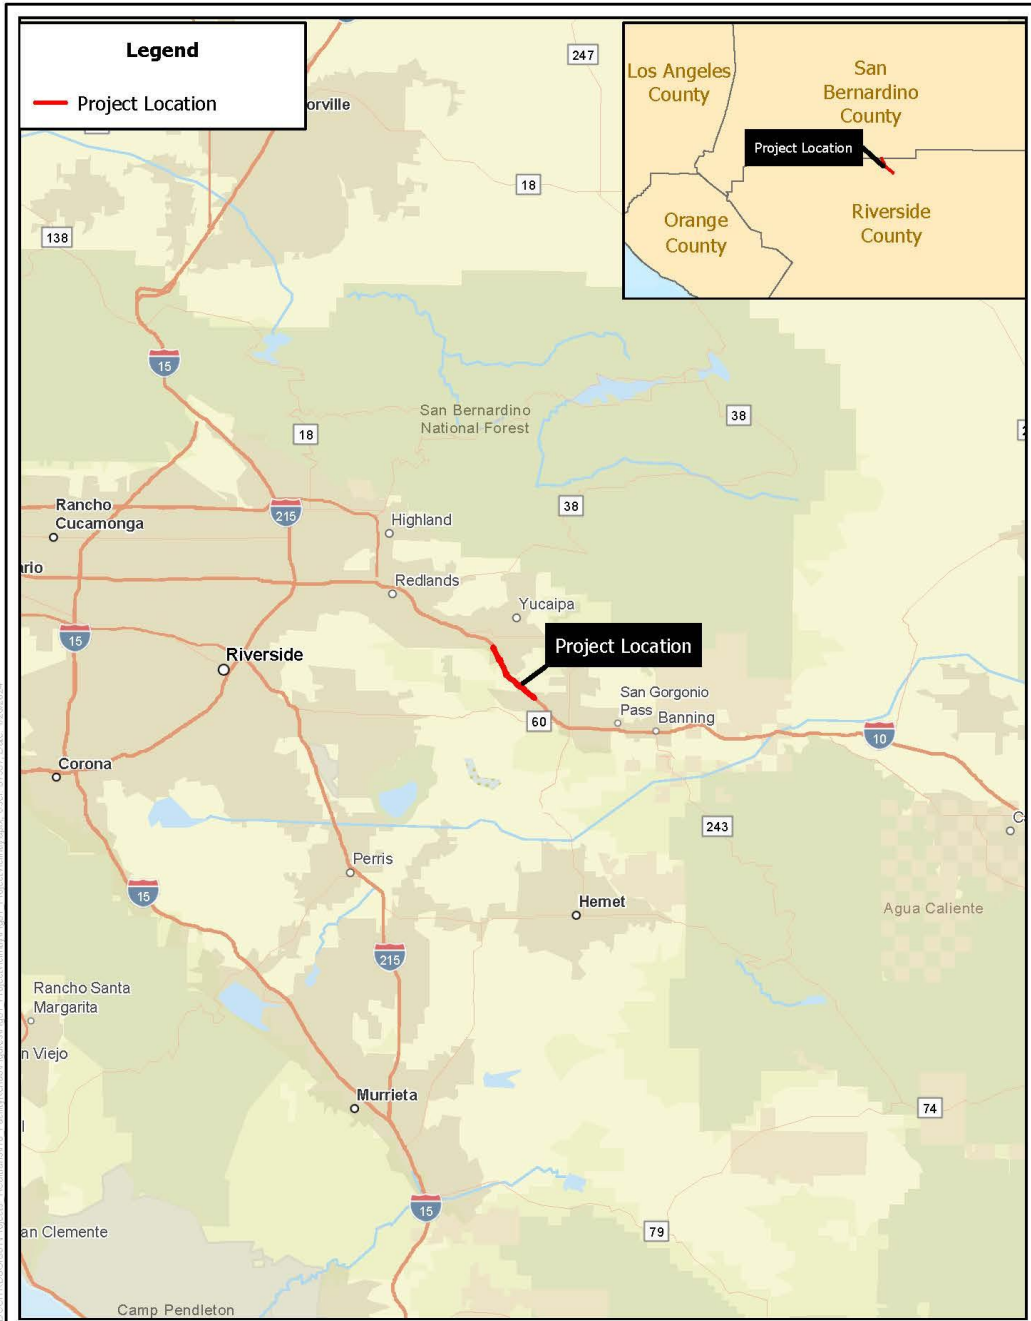 Legend
Project Location
orville
247
18
138
Los Angeles
County
San
Bernardino
County
Project Location
Orange
County
Riverside
County
15
18
San Bernardino
National Forest
38
38
Rancho
Cucamonga
215
Highland
ario
Redlands
Yucaipa
15
Riverside
Project Location
San Gorgonio
Pass
Banning
60
10
Corona
243
Perris
15
Hemet
Agua Caliente
215
Rancho Santa
Margarita
n Viejo
Murrieta
74
15
79
an Clemente
Camp Pendleton